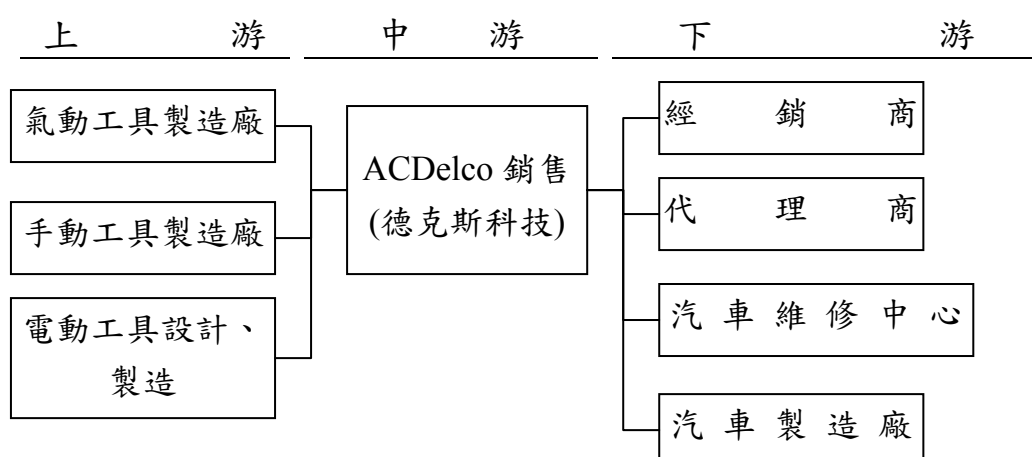 上游
中游
下游
氣動工具製造廠
手動工具製造廠
電動工具設計、
製造
ACDelco 銷售
(德克斯科技)
經銷商
代理商
汽車維修中心
汽車製造廠